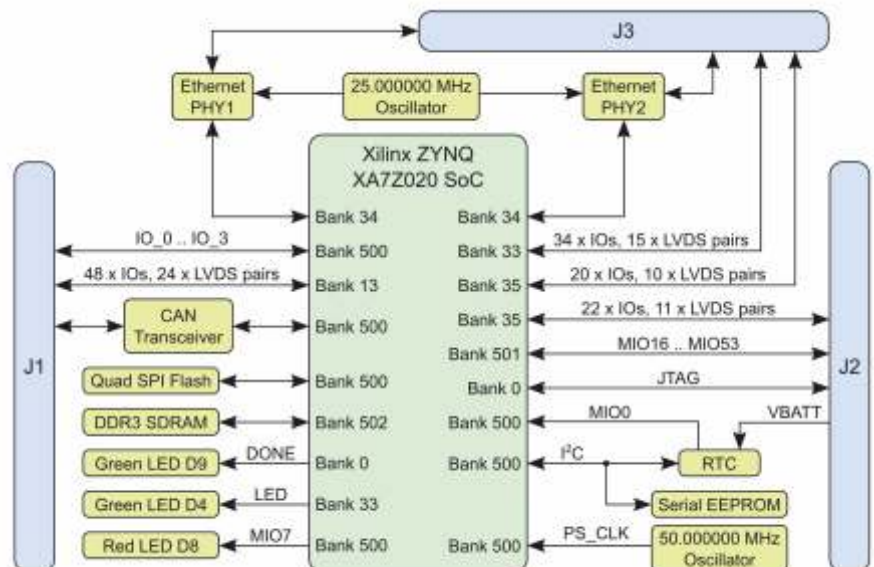 J3
Ethernet
PHY1
25.000000 MHz
Oscillator
Ethernet
PHY2
Xilinx ZYNQ
XA7Z020 SoC
Bank 34
Bank 34
IO_0 .. IO_3
Bank 500
Bank 33
34 x IOs, 15 x LVDS pairs
48 x IOs, 24 x LVDS pairs
Bank 13
Bank 35
20 x IOs, 10 x LVDS pairs
CAN
Transceiver
Bank 500
Bank 35
22 x IOs, 11 x LVDS pairs
Bank 501
MIO16 .. MIO53
J1
J2
Quad SPI Flash
Bank 500
Bank 0
JTAG
DDR3 SDRAM
Bank 502
Bank 500
MIO0
VBATT
Green LED D9
DONE
Bank 0
Bank 500
I²C
RTC
Green LED D4
LED
Bank 33
Serial EEPROM
Red LED D8
MIO7
Bank 500
Bank 500
PS_CLK
50.000000 MHz
Oscillator